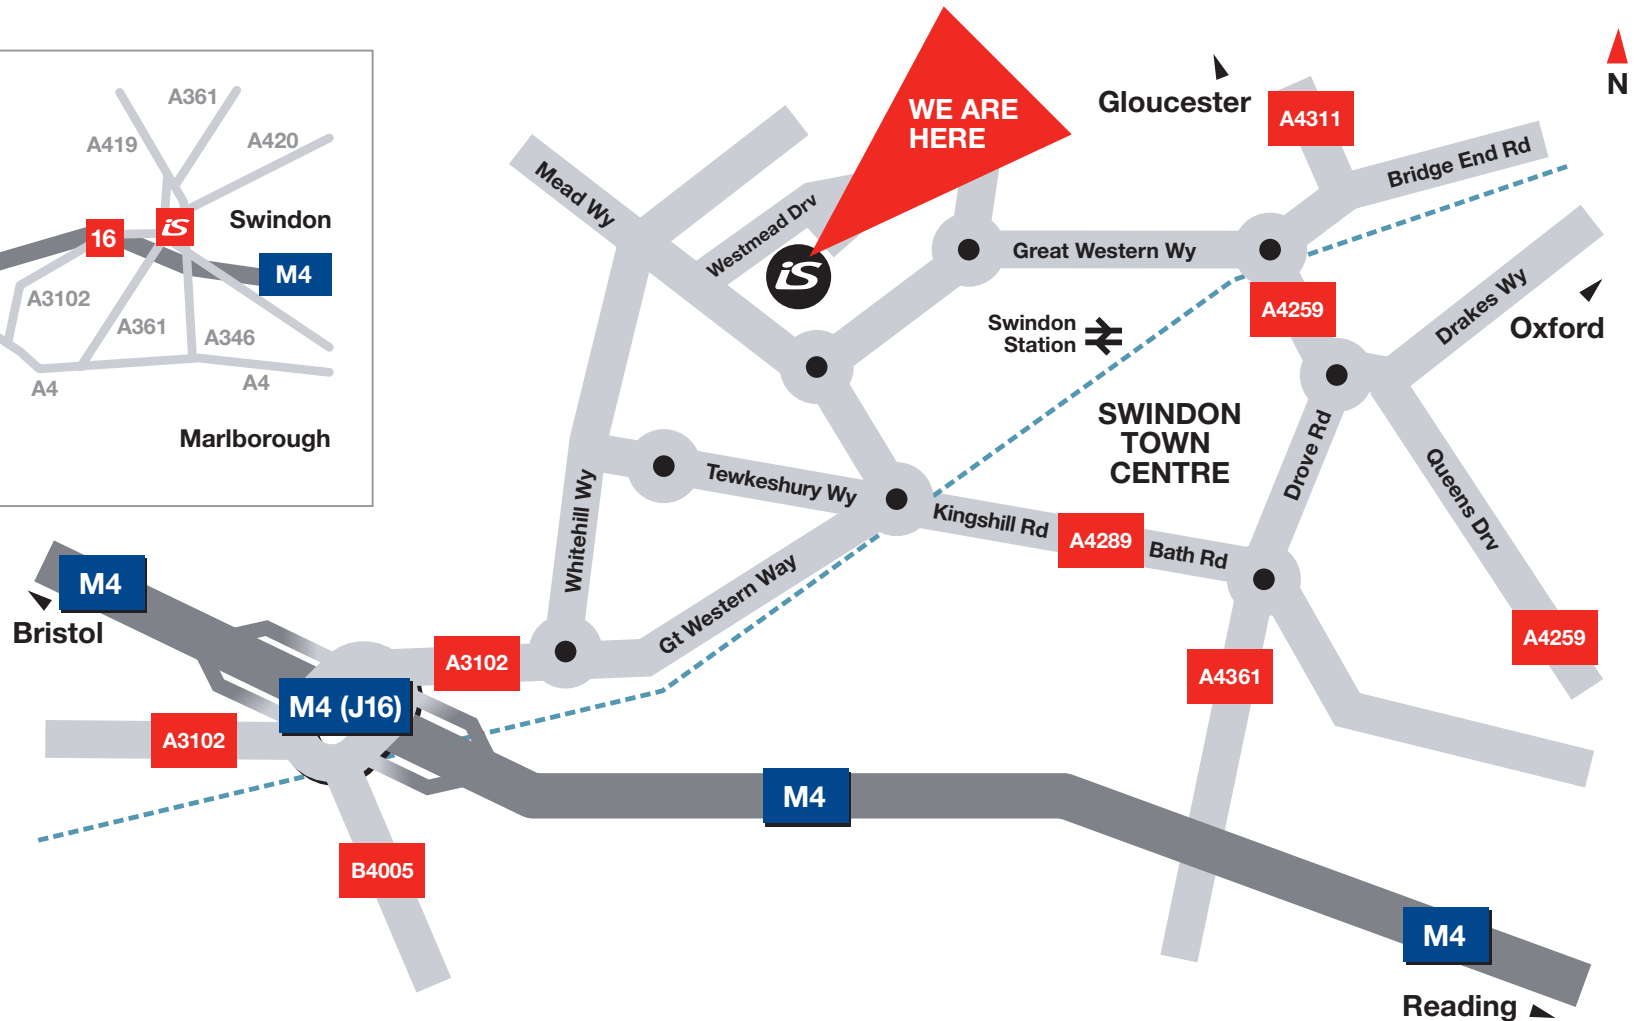 A361
A419
A420
16
iS
Swindon
M4
A3102
A361
A346
A4
A4
Marlborough
WE ARE
HERE
Gloucester
A4311
N
Bridge End Rd
Mead Wy
Westmead Drv
iS
Great Western Wy
A4259
Drakes Wy
Oxford
Swindon
Station
SWINDON
TOWN
CENTRE
Drove Rd
Queens Drv
Tewkeshury Wy
Kingshill Rd
A4289
Bath Rd
Whitehill Wy
Gt Western Way
M4
Bristol
A3102
A4259
A4361
M4 (J16)
A3102
M4
B4005
M4
Reading